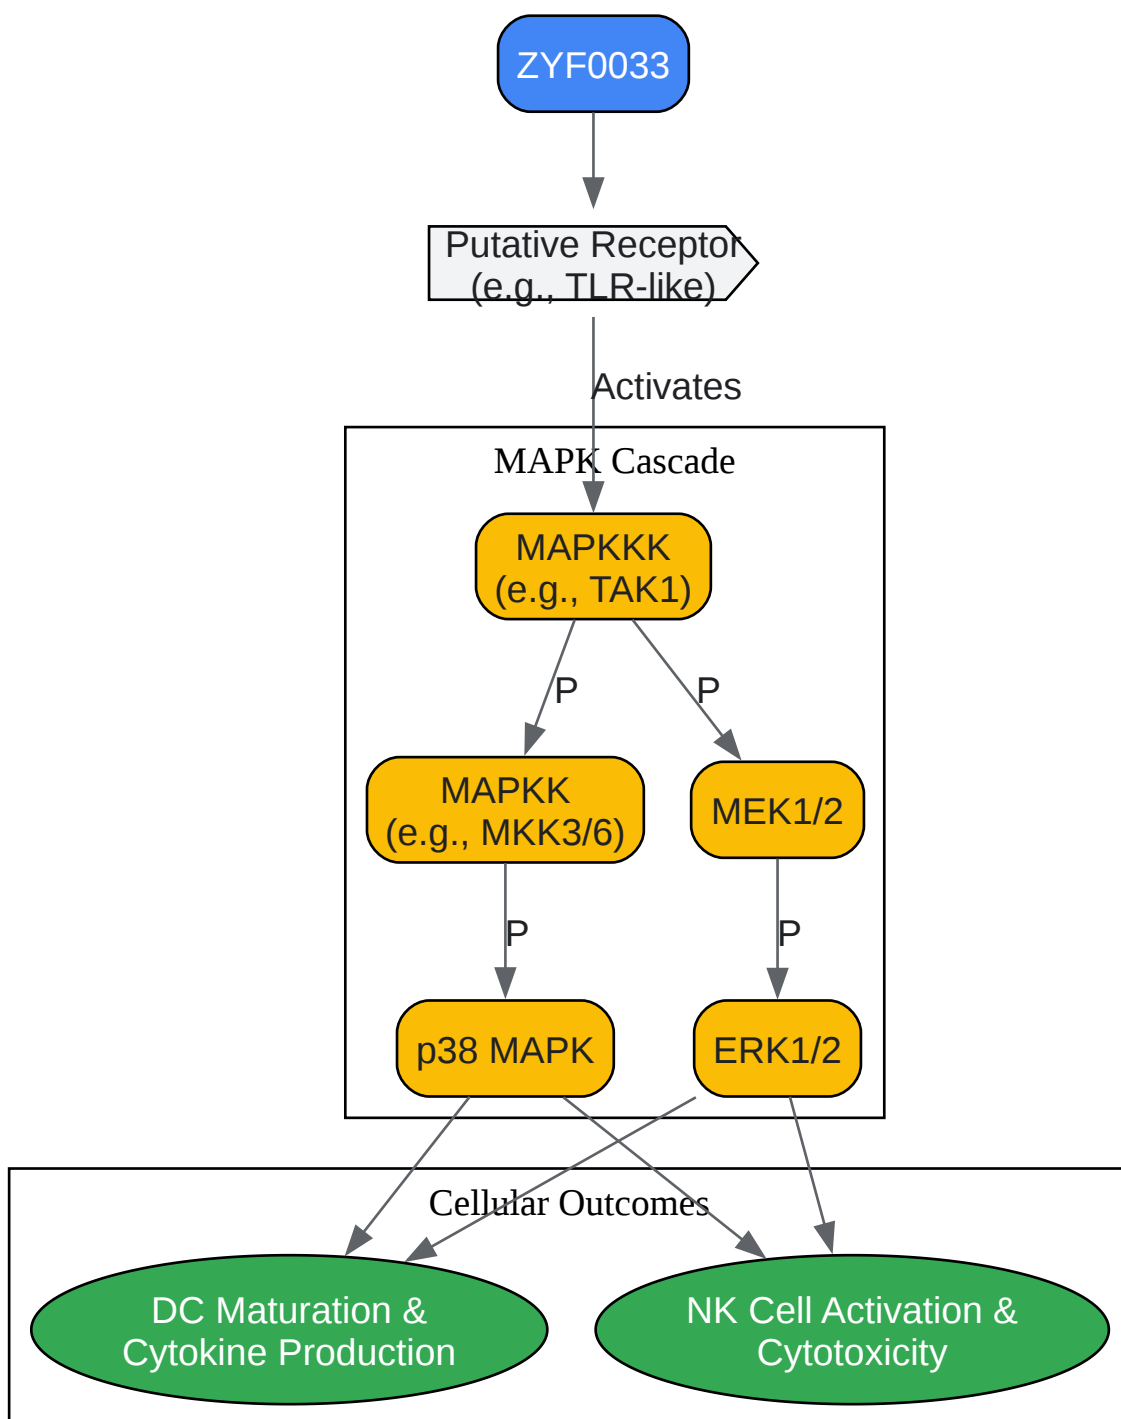 ZYF0033
Putative Receptor
(e.g., TLR-like)
Activates
MAPK Cascade
MAPKKK
(e.g., TAK1)
P
P
MAPKK
(e.g., MKK3/6)
MEK1/2
P
P
p38 MAPK
ERK1/2
Cellular Outcomes
DC Maturation &
Cytokine Production
NK Cell Activation &
Cytotoxicity